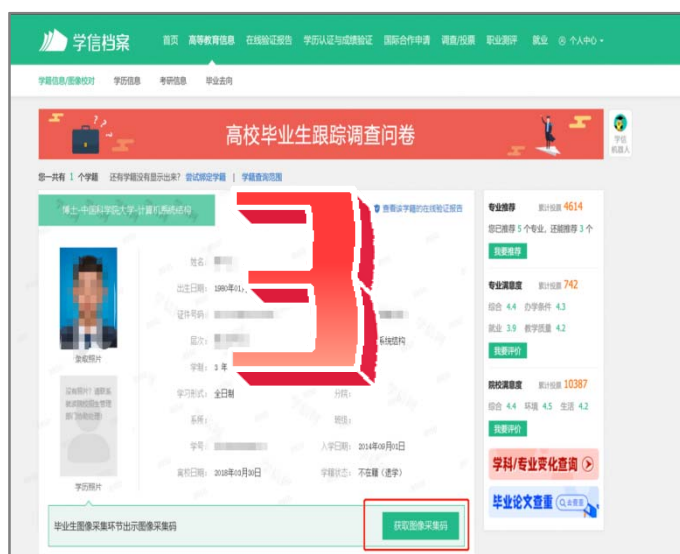 学信档案
首页 高等教育信息 在线验证报告 学历认证与成绩验证 国际合作申请 调查/投票 职业测评 就业 个人中心
学籍信息/图像校对 学历信息 考研信息 毕业去向
高校毕业生跟踪调查问卷
学信
机器人
您一共有 1 个学籍 还有学籍没有显示出来？ 尝试绑定学籍 | 学籍查询范围
博士-中国科学院大学-计算机系统结构
查看该学籍的在线验证报告
3
姓名：
出生日期： 1980年01月
证件号码：
层次：
系统结构
学制： 3 年
学习形式： 全日制
分院：
系所：
班级：
学号：
入学日期： 2014年09月01日
离校日期： 2018年03月30日
学籍状态： 不在籍（退学）
录取照片
没有照片？请联系
学历照片
毕业生图像采集环节出示图像采集码
获取图像采集码
专业推荐 累计投票 4614
您已推荐 5 个专业，还能推荐 3 个
我要推荐
专业满意度 累计投票 742
综合 4.4 办学条件 4.3
就业 3.9 教学质量 4.2
我要评价
院校满意度 累计投票 10387
综合 4.4 环境 4.5 生活 4.2
我要评价
学科/专业变化查询
毕业论文查重